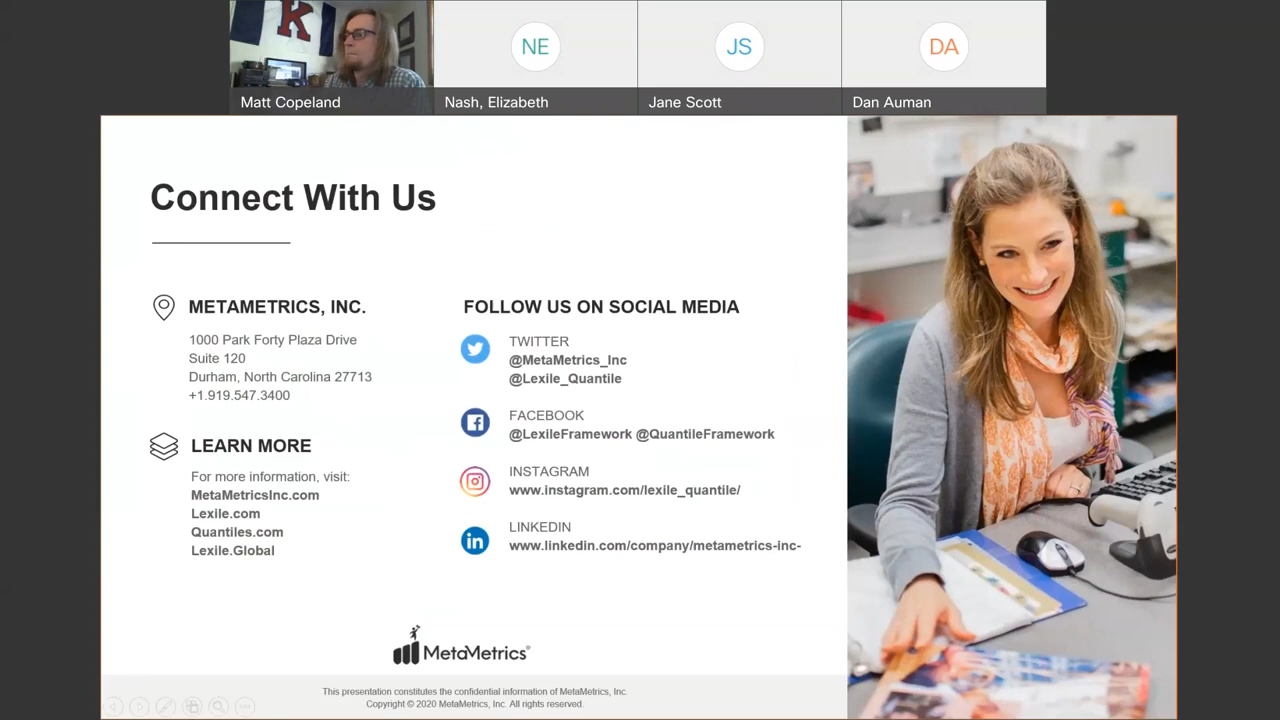 K
NE
JS
DA
Matt Copeland
Nash, Elizabeth
Jane Scott
Dan Auman
Connect With Us
METAMETRICS, INC.
1000 Park Forty Plaza Drive
Suite 120
Durham, North Carolina 27713
+1.919.547.3400
LEARN MORE
For more information, visit:
MetaMetricsInc.com
Lexile.com
Quantiles.com
Lexile.Global
FOLLOW US ON SOCIAL MEDIA
TWITTER
@MetaMetrics_Inc
@Lexile_Quantile
FACEBOOK
@LexileFramework @QuantileFramework
INSTAGRAM
www.instagram.com/lexile_quantile/
LINKEDIN
www.linkedin.com/company/metametrics-inc-
MetaMetrics®
This presentation constitutes the confidential information of MetaMetrics, Inc.
Copyright © 2020 MetaMetrics, Inc. All rights reserved.